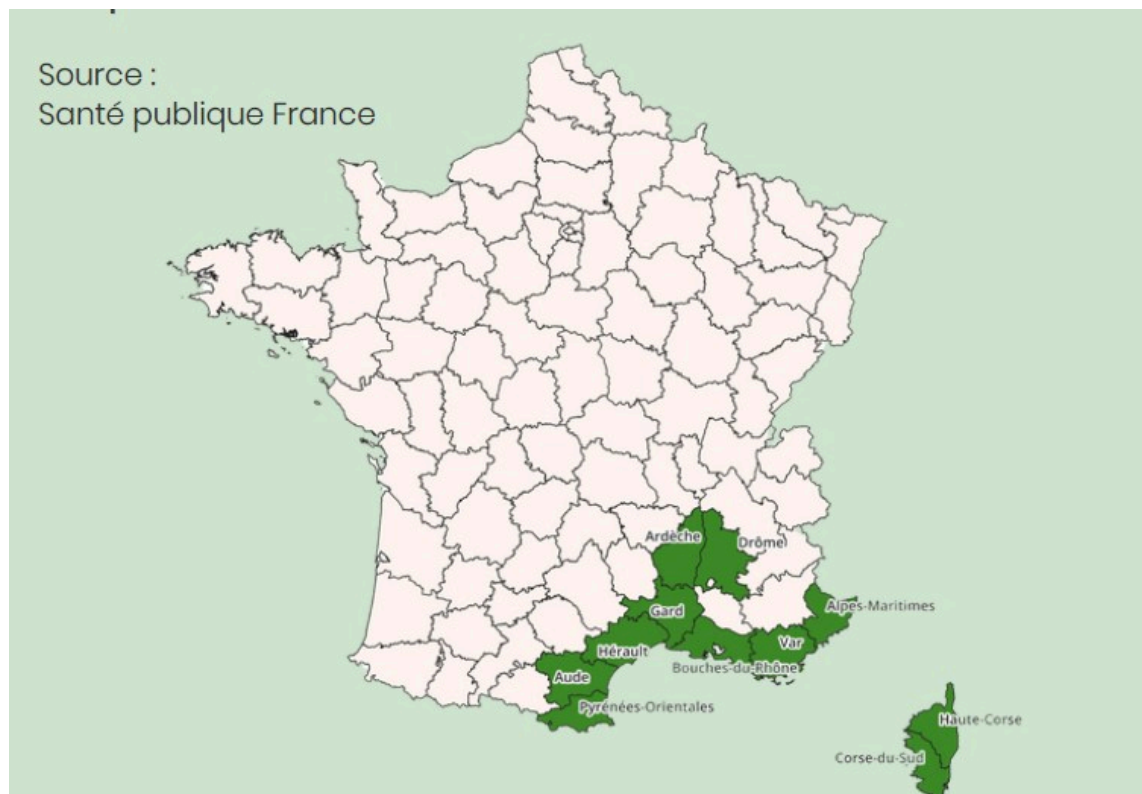 Source :
Santé publique France
Ardèche
Drôme
Gard
Alpes-Maritimes
Var
Hérault
Bouches-du-Rhône
Aude
Pyrénées-Orientales
Haute-Corse
Corse-du-Sud